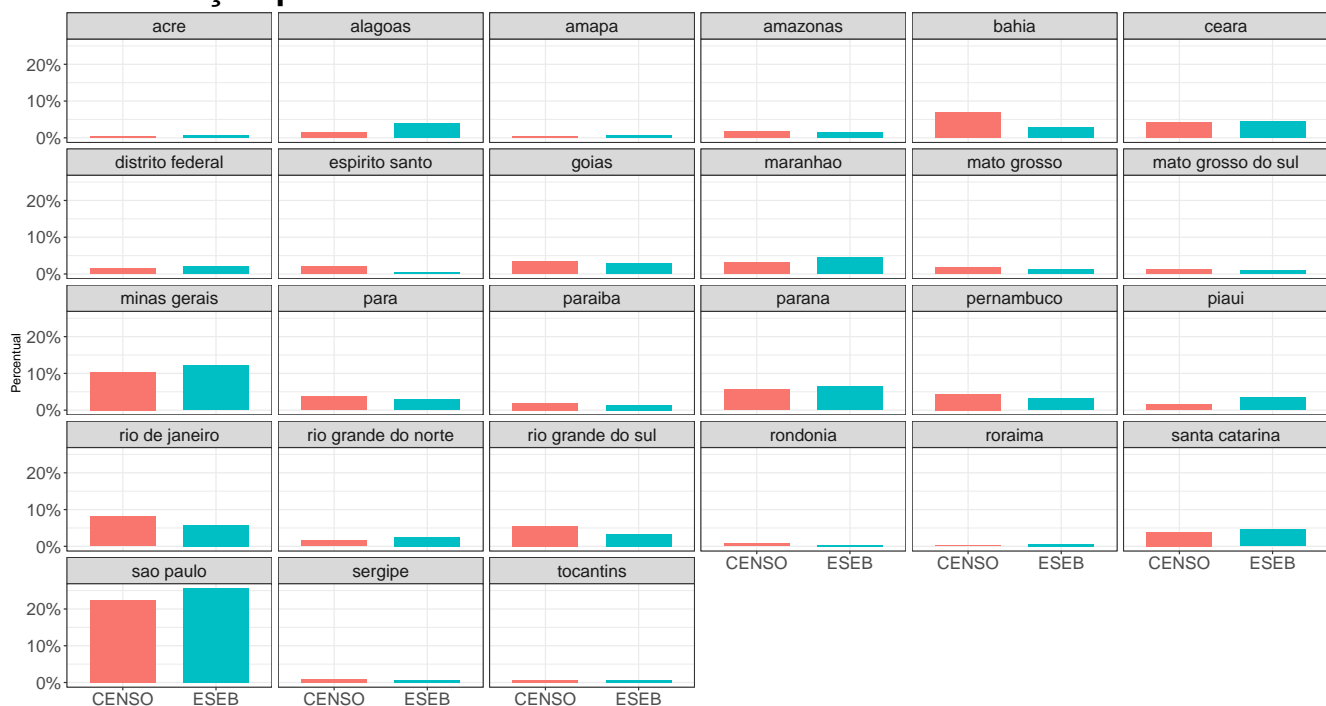 acre alagoas amapa amazonas bahia ceara
20%
10%
0%
distrito federal espirito santo goias maranhao mato grosso mato grosso do sul
20%
10%
0%
minas gerais para paraiba parana pernambuco piaui
20%
10%
0%
Percentual
rio de janeiro rio grande do norte rio grande do sul rondonia roraima santa catarina
20%
10%
0%
CENSO ESEB CENSO ESEB CENSO ESEB
sao paulo sergipe tocantins
20%
10%
0%
CENSO ESEB CENSO ESEB CENSO ESEB